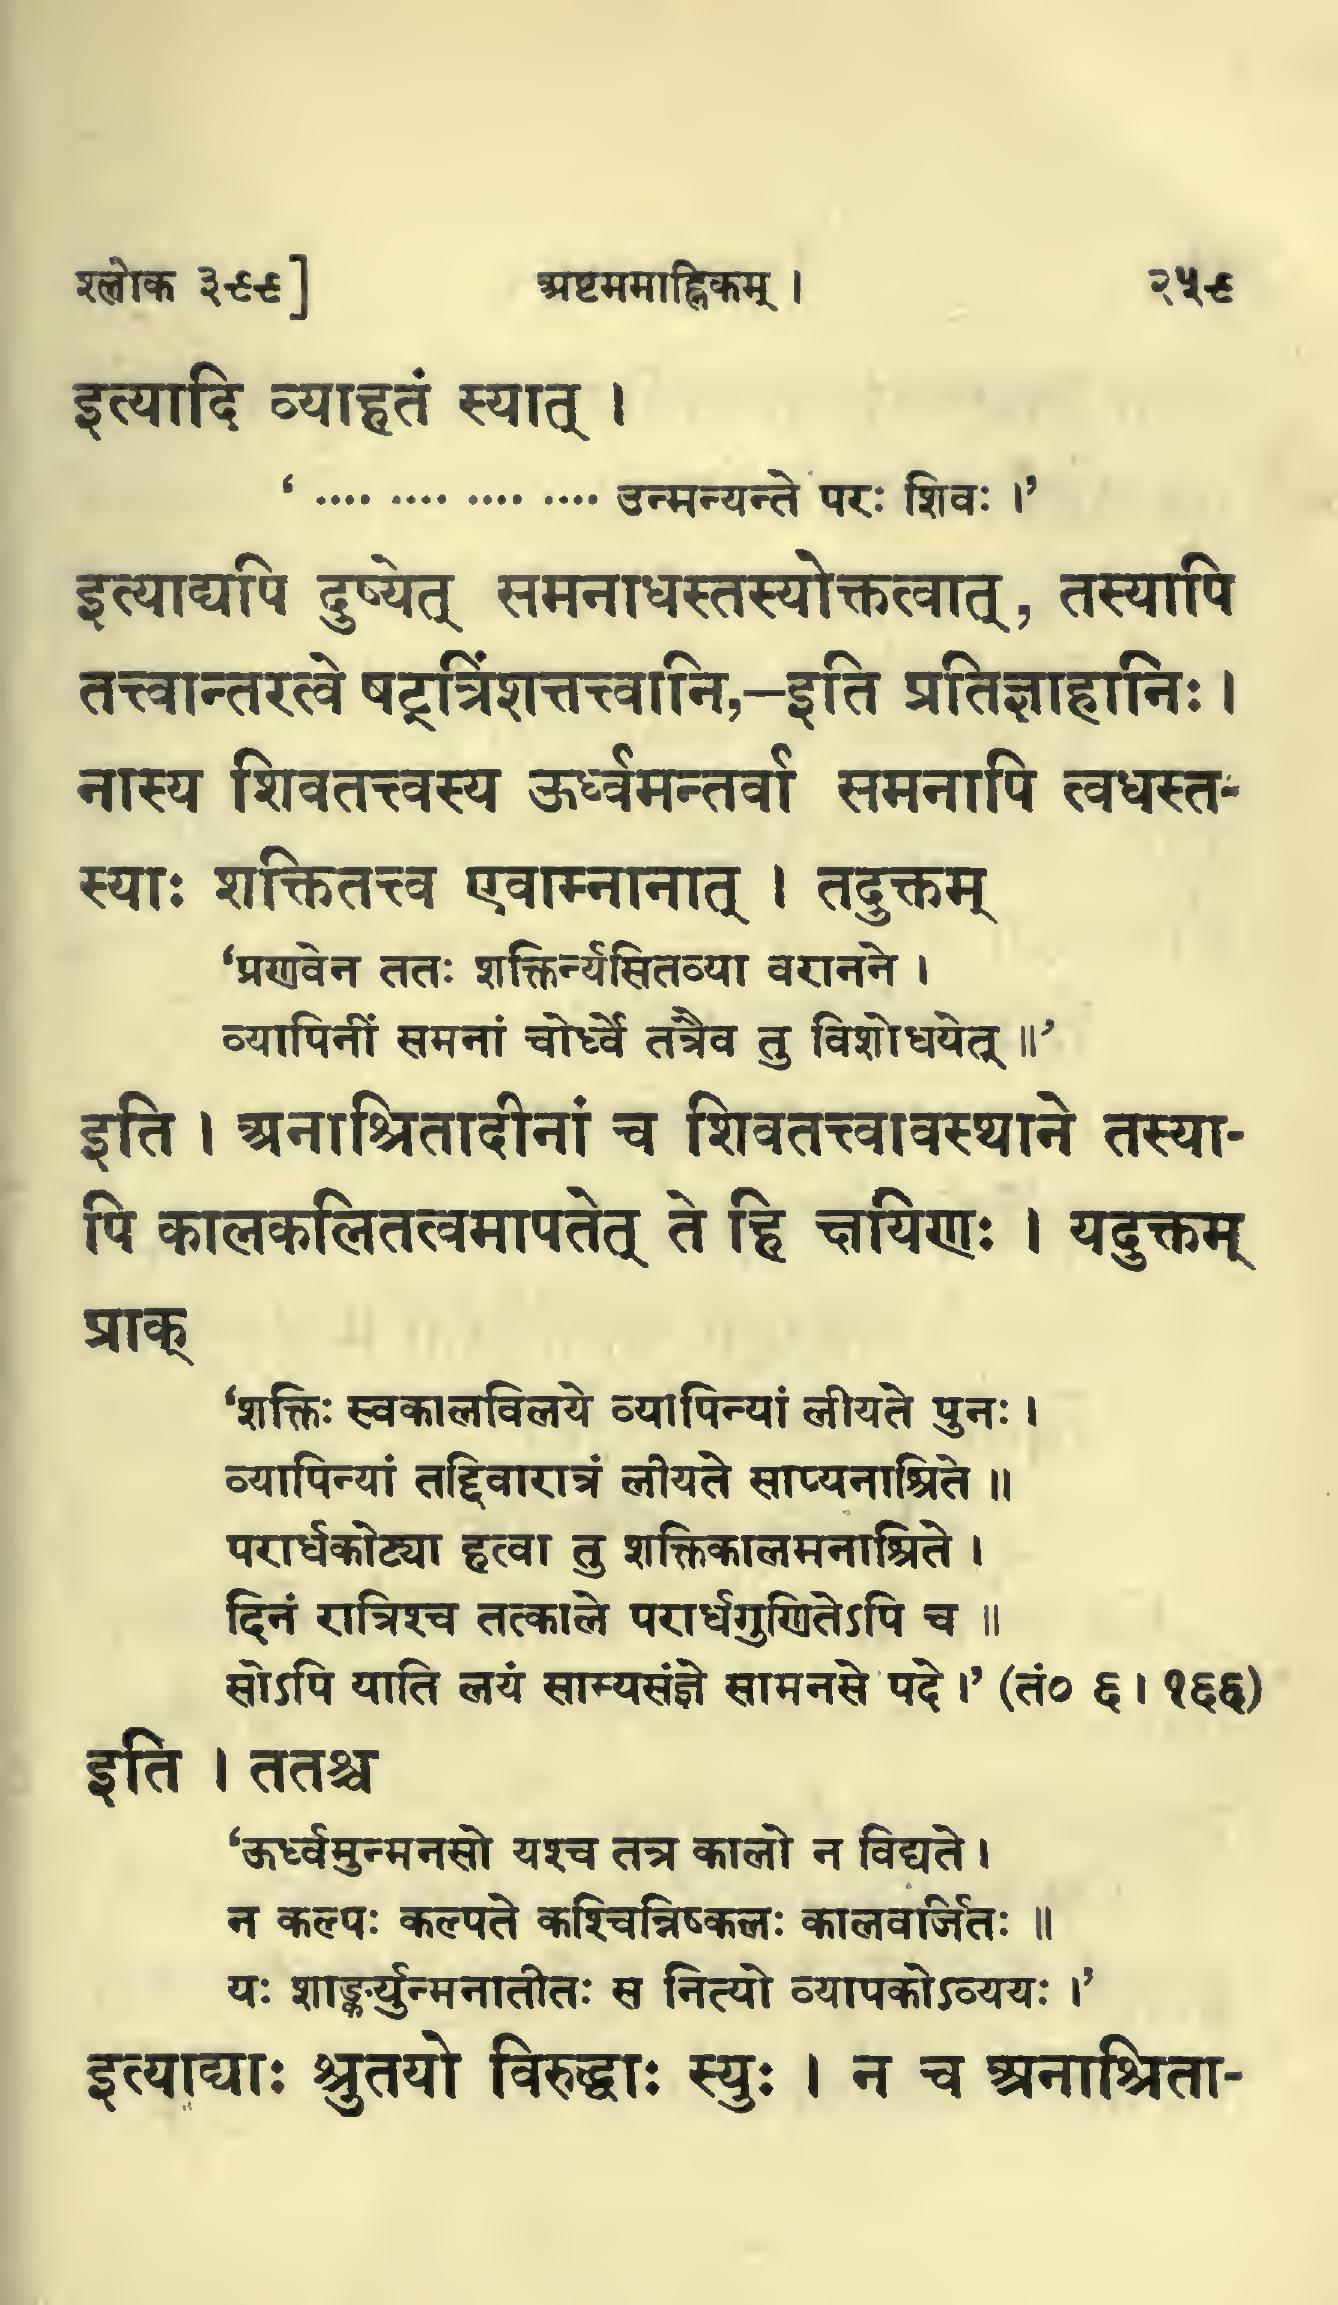 श्लोक ३९९] अष्टममाह्निकम् । २५९
इत्यादि व्याहतं स्यात् ।
‘ .... .... .... .... उन्मन्यन्ते परः शिवः ।’
इत्याद्यपि दुष्येत् समनाधस्तस्योक्तत्वात्, तस्यापि
तत्त्वान्तरत्वे षट्त्रिंशत्तत्त्वानि,—इति प्रतिज्ञाहानिः ।
नास्य शिवतत्त्वस्य ऊर्ध्वमन्तर्वा समनापि त्वधस्त-
स्याः शक्तितत्त्व एवाम्नानात् । तदुक्तम्
‘प्रणवेन ततः शक्तिर्न्यसितव्या वरानने ।
व्यापिनीं समनां चोर्ध्वे तत्रैव तु विशोधयेत् ॥’
इति । अनाश्रितादीनां च शिवतत्त्वावस्थाने तस्या-
पि कालकलितत्वमापतेत् ते हि क्षयिणः । यदुक्तम्
प्राक्
‘शक्तिः स्वकालविलये व्यापिन्यां लीयते पुनः ।
व्यापिन्यां तद्दिवारात्रं लीयते साप्यनाश्रिते ॥
परार्धकोट्या हत्वा तु शक्तिकालमनाश्रिते ।
दिनं रात्रिश्च तत्काले परार्धगुणितेऽपि च ॥
सोऽपि याति लयं साम्यसंज्ञे सामनसे पदे ।’ (तं० ६ । १६६)
इति । ततश्च
‘ऊर्ध्वमुन्मनसो यश्च तत्र कालो न विद्यते ।
न कल्पः कल्पते कश्चिन्निष्कलः कालवर्जितः ॥
यः शाङ्कर्युन्मनातीतः स नित्यो व्यापकोऽव्ययः ।’
इत्याद्याः श्रुतयो विरुद्धाः स्युः । न च अनाश्रिता-